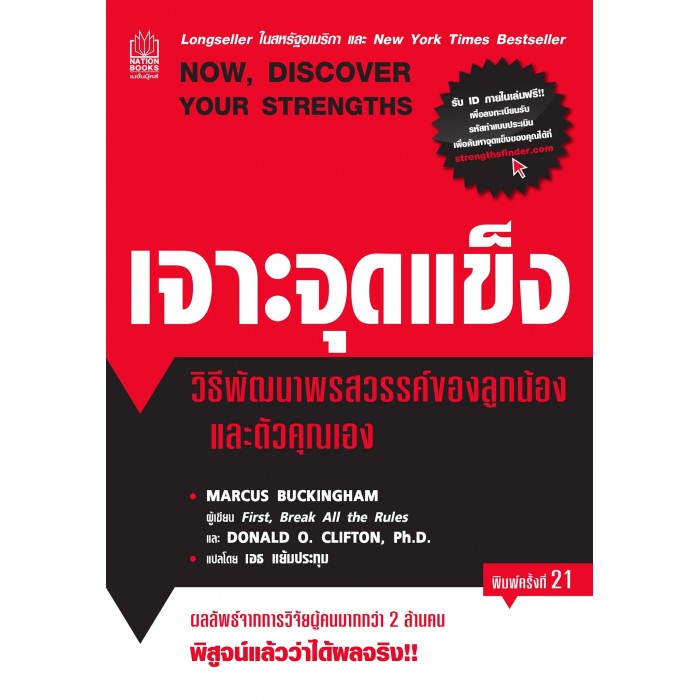 NATION
BOOKS
เนชั่นบุ๊คส์
Longseller ในสหรัฐอเมริกา และ New York Times Bestseller
NOW, DISCOVER
YOUR STRENGTHS
รับ ID ภายในเล่มฟรี!!
เพื่อลงทะเบียนรับ
รหัสทำแบบประเมิน
เพื่อค้นหาจุดแข็งของคุณได้ที่
strengthsfinder.com
เจาะจุดแข็ง
วิธีพัฒนาพรสวรรค์ของลูกน้อง
และตัวคุณเอง
• MARCUS BUCKINGHAM
ผู้เขียน First, Break All the Rules
และ DONALD O. CLIFTON, Ph.D.
• แปลโดย เอธ แย้มประทุม
พิมพ์ครั้งที่ 21
ผลลัพธ์จากการวิจัยผู้คนมากกว่า 2 ล้านคน
พิสูจน์แล้วว่าได้ผลจริง!!